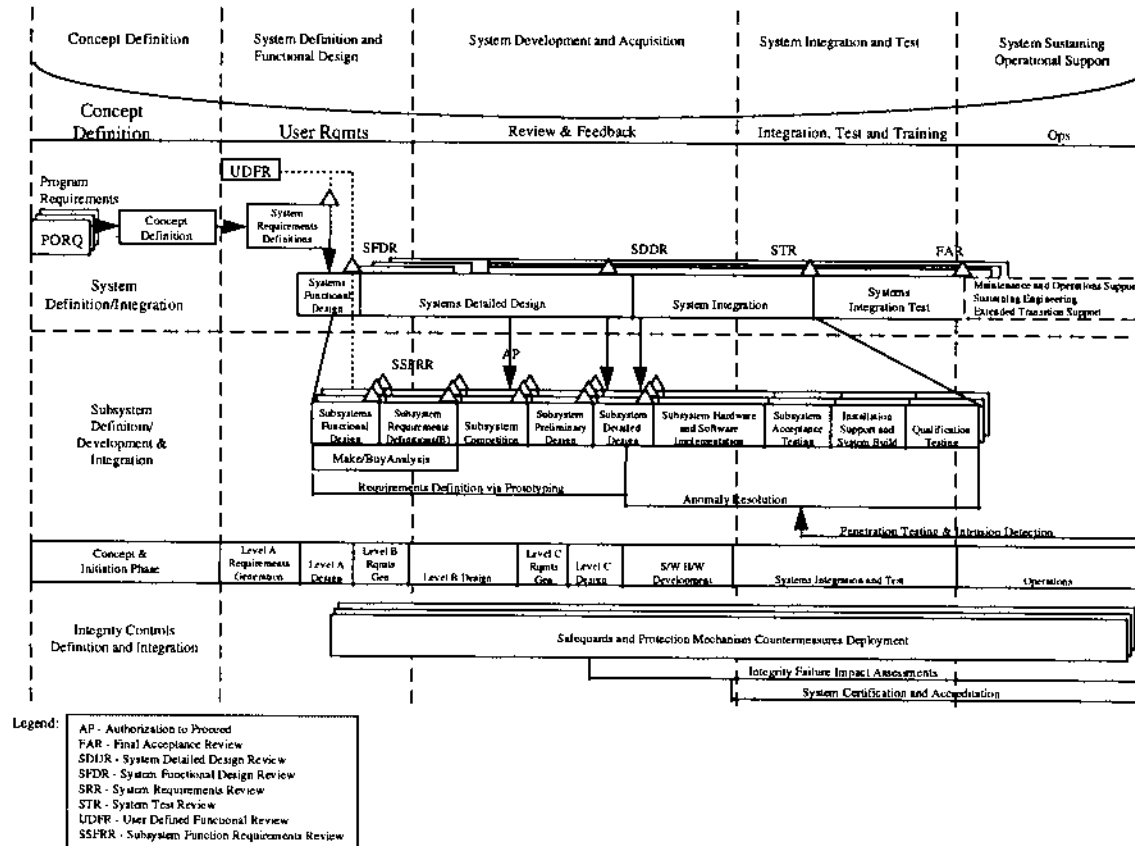 Concept Definition
System Definition and
Functional Design
System Development and Acquisition
System Integration and Test
System Sustaining
Operational Support
Concept
Definition
User Rqmts
Review & Feedback
Integration, Test and Training
Ops
UDFR
Program
Requirements
PORQ
Concept
Definition
System
Requirements
Definitions
SFDR
SDDR
STR
FAR
System
Definition/Integration
Systems
Functional
Design
Systems Detailed Design
System Integration
Systems
Integration Test
Maintenance and Operations Support
Sustaining Engineering
Extended Transition Support
AP
SSFRR
Subsystem
Definitom/
Development &
Integration
Subsystems
Functional
Design
Subsystem
Requirements
Definitions(B)
Subsystem
Competition
Subsystem
Preliminary
Design
Subsystem
Detailed
Design
Subsystem Hardware
and Software
Implementation
Subsystem
Acceptance
Testing
Installation
Support and
System Build
Qualification
Testing
Make/Buy Analysis
Requirements Definition via Prototyping
Anomaly Resolution
Penetration Testing & Intrusion Detection
Concept &
Initiation Phase
Level A
Requirements
Generation
Level A
Design
Level B
Rqmts
Gen
Level B Design
Level C
Rqmts
Gen
Level C
Design
S/W H/W
Development
Systems Integration and Test
Operations
Integrity Controls
Definition and Integration
Safeguards and Protection Mechanism Countermeasures Deployment
Integrity Failure Impact Assessments
System Certification and Accreditation
Legend:
AP - Authorization to Proceed
FAR - Final Acceptance Review
SDDR - System Detailed Design Review
SFDR - System Functional Design Review
SRR - System Requirements Review
STR - System Test Review
UDFR - User Defined Functional Review
SSFRR - Subsystem Function Requirements Review